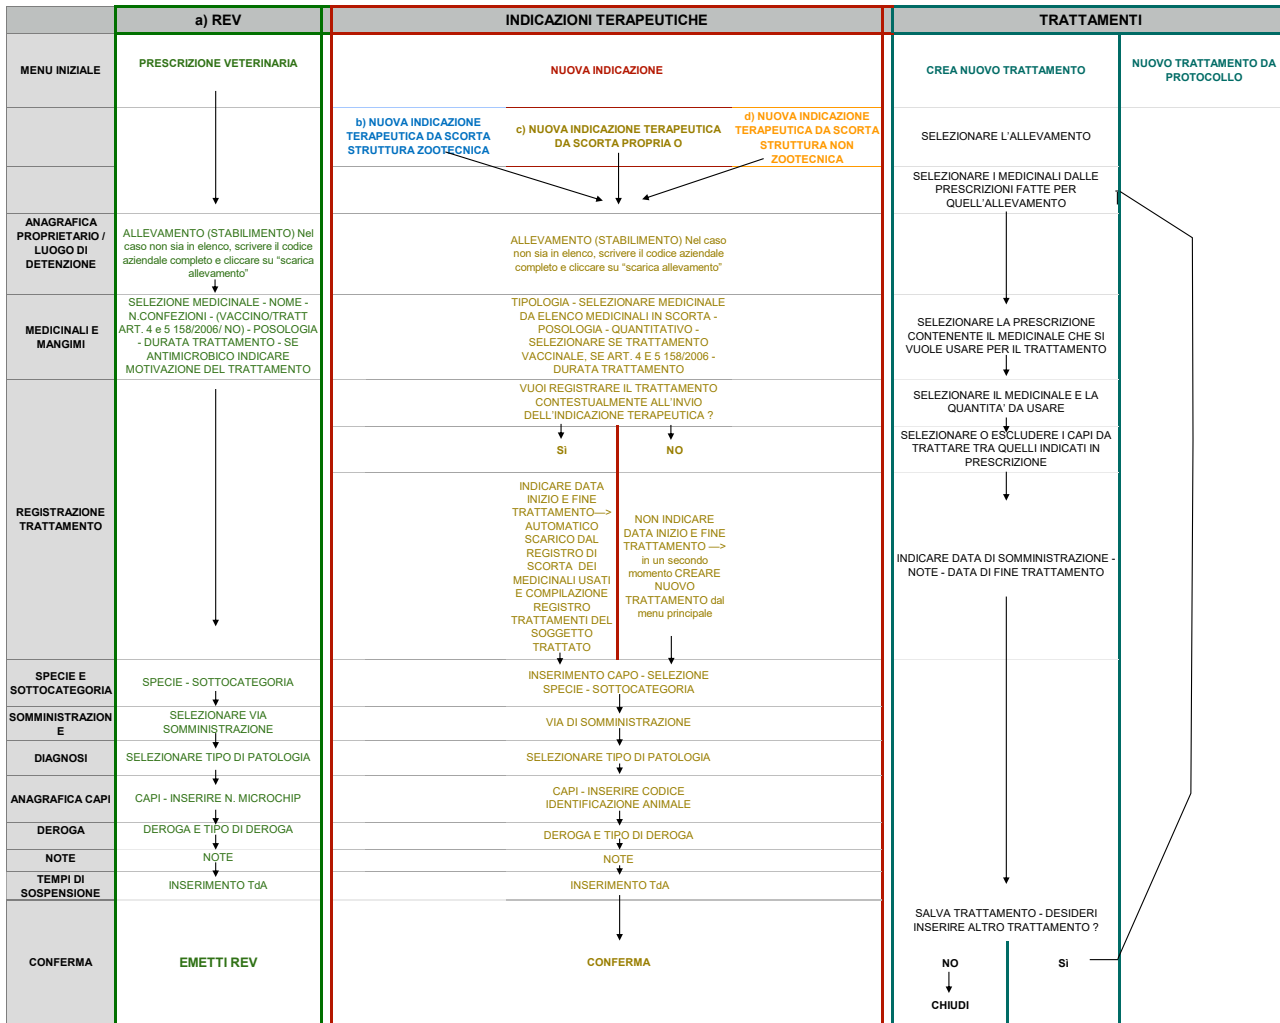 a) REV
INDICAZIONI TERAPEUTICHE
TRATTAMENTI
MENU INIZIALE
PRESCRIZIONE VETERINARIA
NUOVA INDICAZIONE
CREA NUOVO TRATTAMENTO
NUOVO TRATTAMENTO DA
PROTOCOLLO
b) NUOVA INDICAZIONE
TERAPEUTICA DA SCORTA
STRUTTURA ZOOTECNICA
c) NUOVA INDICAZIONE TERAPEUTICA
DA SCORTA PROPRIA O
d) NUOVA INDICAZIONE
TERAPEUTICA DA SCORTA
STRUTTURA NON
ZOOTECNICA
SELEZIONARE L'ALLEVAMENTO
SELEZIONARE I MEDICINALI DALLE
PRESCRIZIONI FATTE PER
QUELL'ALLEVAMENTO
ANAGRAFICA
PROPRIETARIO /
LUOGO DI
DETENZIONE
ALLEVAMENTO (STABILIMENTO) Nel
caso non sia in elenco, scrivere il codice
aziendale completo e cliccare su “scarica
allevamento”
ALLEVAMENTO (STABILIMENTO) Nel caso
non sia in elenco, scrivere il codice aziendale
completo e cliccare su “scarica allevamento”
MEDICINALI E
MANGIMI
SELEZIONE MEDICINALE - NOME -
N.CONFEZIONI - (VACCINO/TRATT
ART. 4 e 5 158/2006/ NO) - POSOLOGIA
- DURATA TRATTAMENTO - SE
ANTIMICROBICO INDICARE
MOTIVAZIONE DEL TRATTAMENTO
TIPOLOGIA - SELEZIONARE MEDICINALE
DA ELENCO MEDICINALI IN SCORTA -
POSOLOGIA - QUANTITATIVO -
SELEZIONARE SE TRATTAMENTO
VACCINALE, SE ART. 4 E 5 158/2006 -
DURATA TRATTAMENTO
SELEZIONARE LA PRESCRIZIONE
CONTENENTE IL MEDICINALE CHE SI
VUOLE USARE PER IL TRATTAMENTO
REGISTRAZIONE
TRATTAMENTO
VUOI REGISTRARE IL TRATTAMENTO
CONTESTUALMENTE ALL'INVIO
DELL'INDICAZIONE TERAPEUTICA ?
SELEZIONARE IL MEDICINALE E LA
QUANTITA' DA USARE
Sì
NO
SELEZIONARE O ESCLUDERE I CAPI DA
TRATTARE TRA QUELLI INDICATI IN
PRESCRIZIONE
INDICARE DATA
INIZIO E FINE
TRATTAMENTO—>
AUTOMATICO
SCARICO DAL
REGISTRO DI
SCORTA DEI
MEDICINALI USATI
E COMPILAZIONE
REGISTRO
TRATTAMENTI DEL
SOGGETTO
TRATTATO
NON INDICARE
DATA INIZIO E FINE
TRATTAMENTO —>
in un secondo
momento CREARE
NUOVO
TRATTAMENTO dal
menu principale
INDICARE DATA DI SOMMINISTRAZIONE -
NOTE - DATA DI FINE TRATTAMENTO
SPECIE E
SOTTOCATEGORIA
SPECIE - SOTTOCATEGORIA
INSERIMENTO CAPO - SELEZIONE
SPECIE - SOTTOCATEGORIA
SOMMINISTRAZION
E
SELEZIONARE VIA
SOMMINISTRAZIONE
VIA DI SOMMINISTRAZIONE
DIAGNOSI
SELEZIONARE TIPO DI PATOLOGIA
SELEZIONARE TIPO DI PATOLOGIA
ANAGRAFICA CAPI
CAPI - INSERIRE N. MICROCHIP
CAPI - INSERIRE CODICE
IDENTIFICAZIONE ANIMALE
DEROGA
DEROGA E TIPO DI DEROGA
DEROGA E TIPO DI DEROGA
NOTE
NOTE
NOTE
TEMPI DI
SOSPENSIONE
INSERIMENTO TdA
INSERIMENTO TdA
SALVA TRATTAMENTO - DESIDERI
INSERIRE ALTRO TRATTAMENTO ?
CONFERMA
EMETTI REV
CONFERMA
NO
Sì
CHIUDI